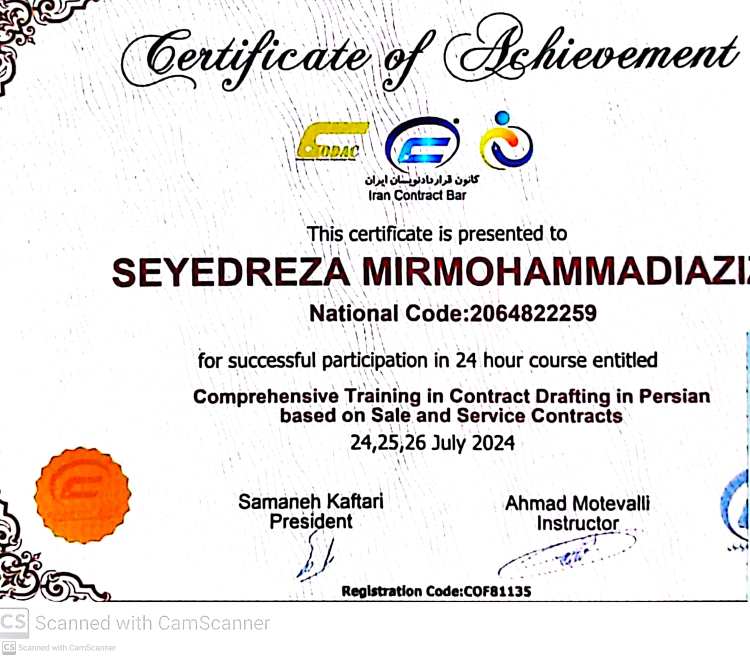 Certificate of Achievement
CODAC
کانون قراردادنویسان ایران
Iran Contract Bar
This certificate is presented to
SEYEDREZA MIRMOHAMMADIAZIZ
National Code:2064822259
for successful participation in 24 hour course entitled
Comprehensive Training in Contract Drafting in Persian
based on Sale and Service Contracts
24,25,26 July 2024
Samaneh Kaftari
President
Ahmad Motevalli
Instructor
Registration Code:COF81135
CS Scanned with CamScanner
CS Scanned with CamScanner